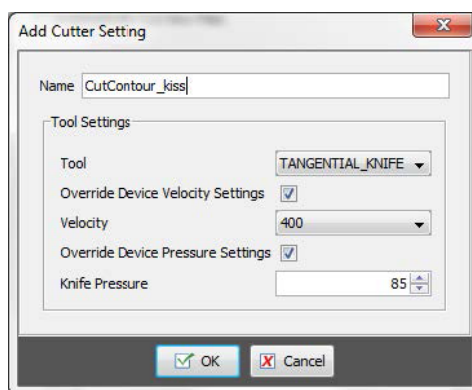 Add Cutter Setting
Name CutContour_kiss
Tool Settings
Tool TANGENTIAL_KNIFE
Override Device Velocity Settings
Velocity 400
Override Device Pressure Settings
Knife Pressure 85
OK Cancel